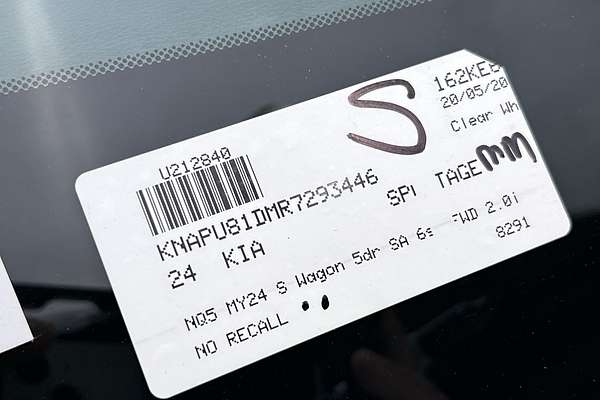 162KE
20/05/20
Clear Wh
S
U212840
KNAPU81DMR7293446
24 KIA SPI TAGE
mm
NQ5 MY24 S Wagon 5dr SA 6s FWD 2.0i
NO RECALL
8291